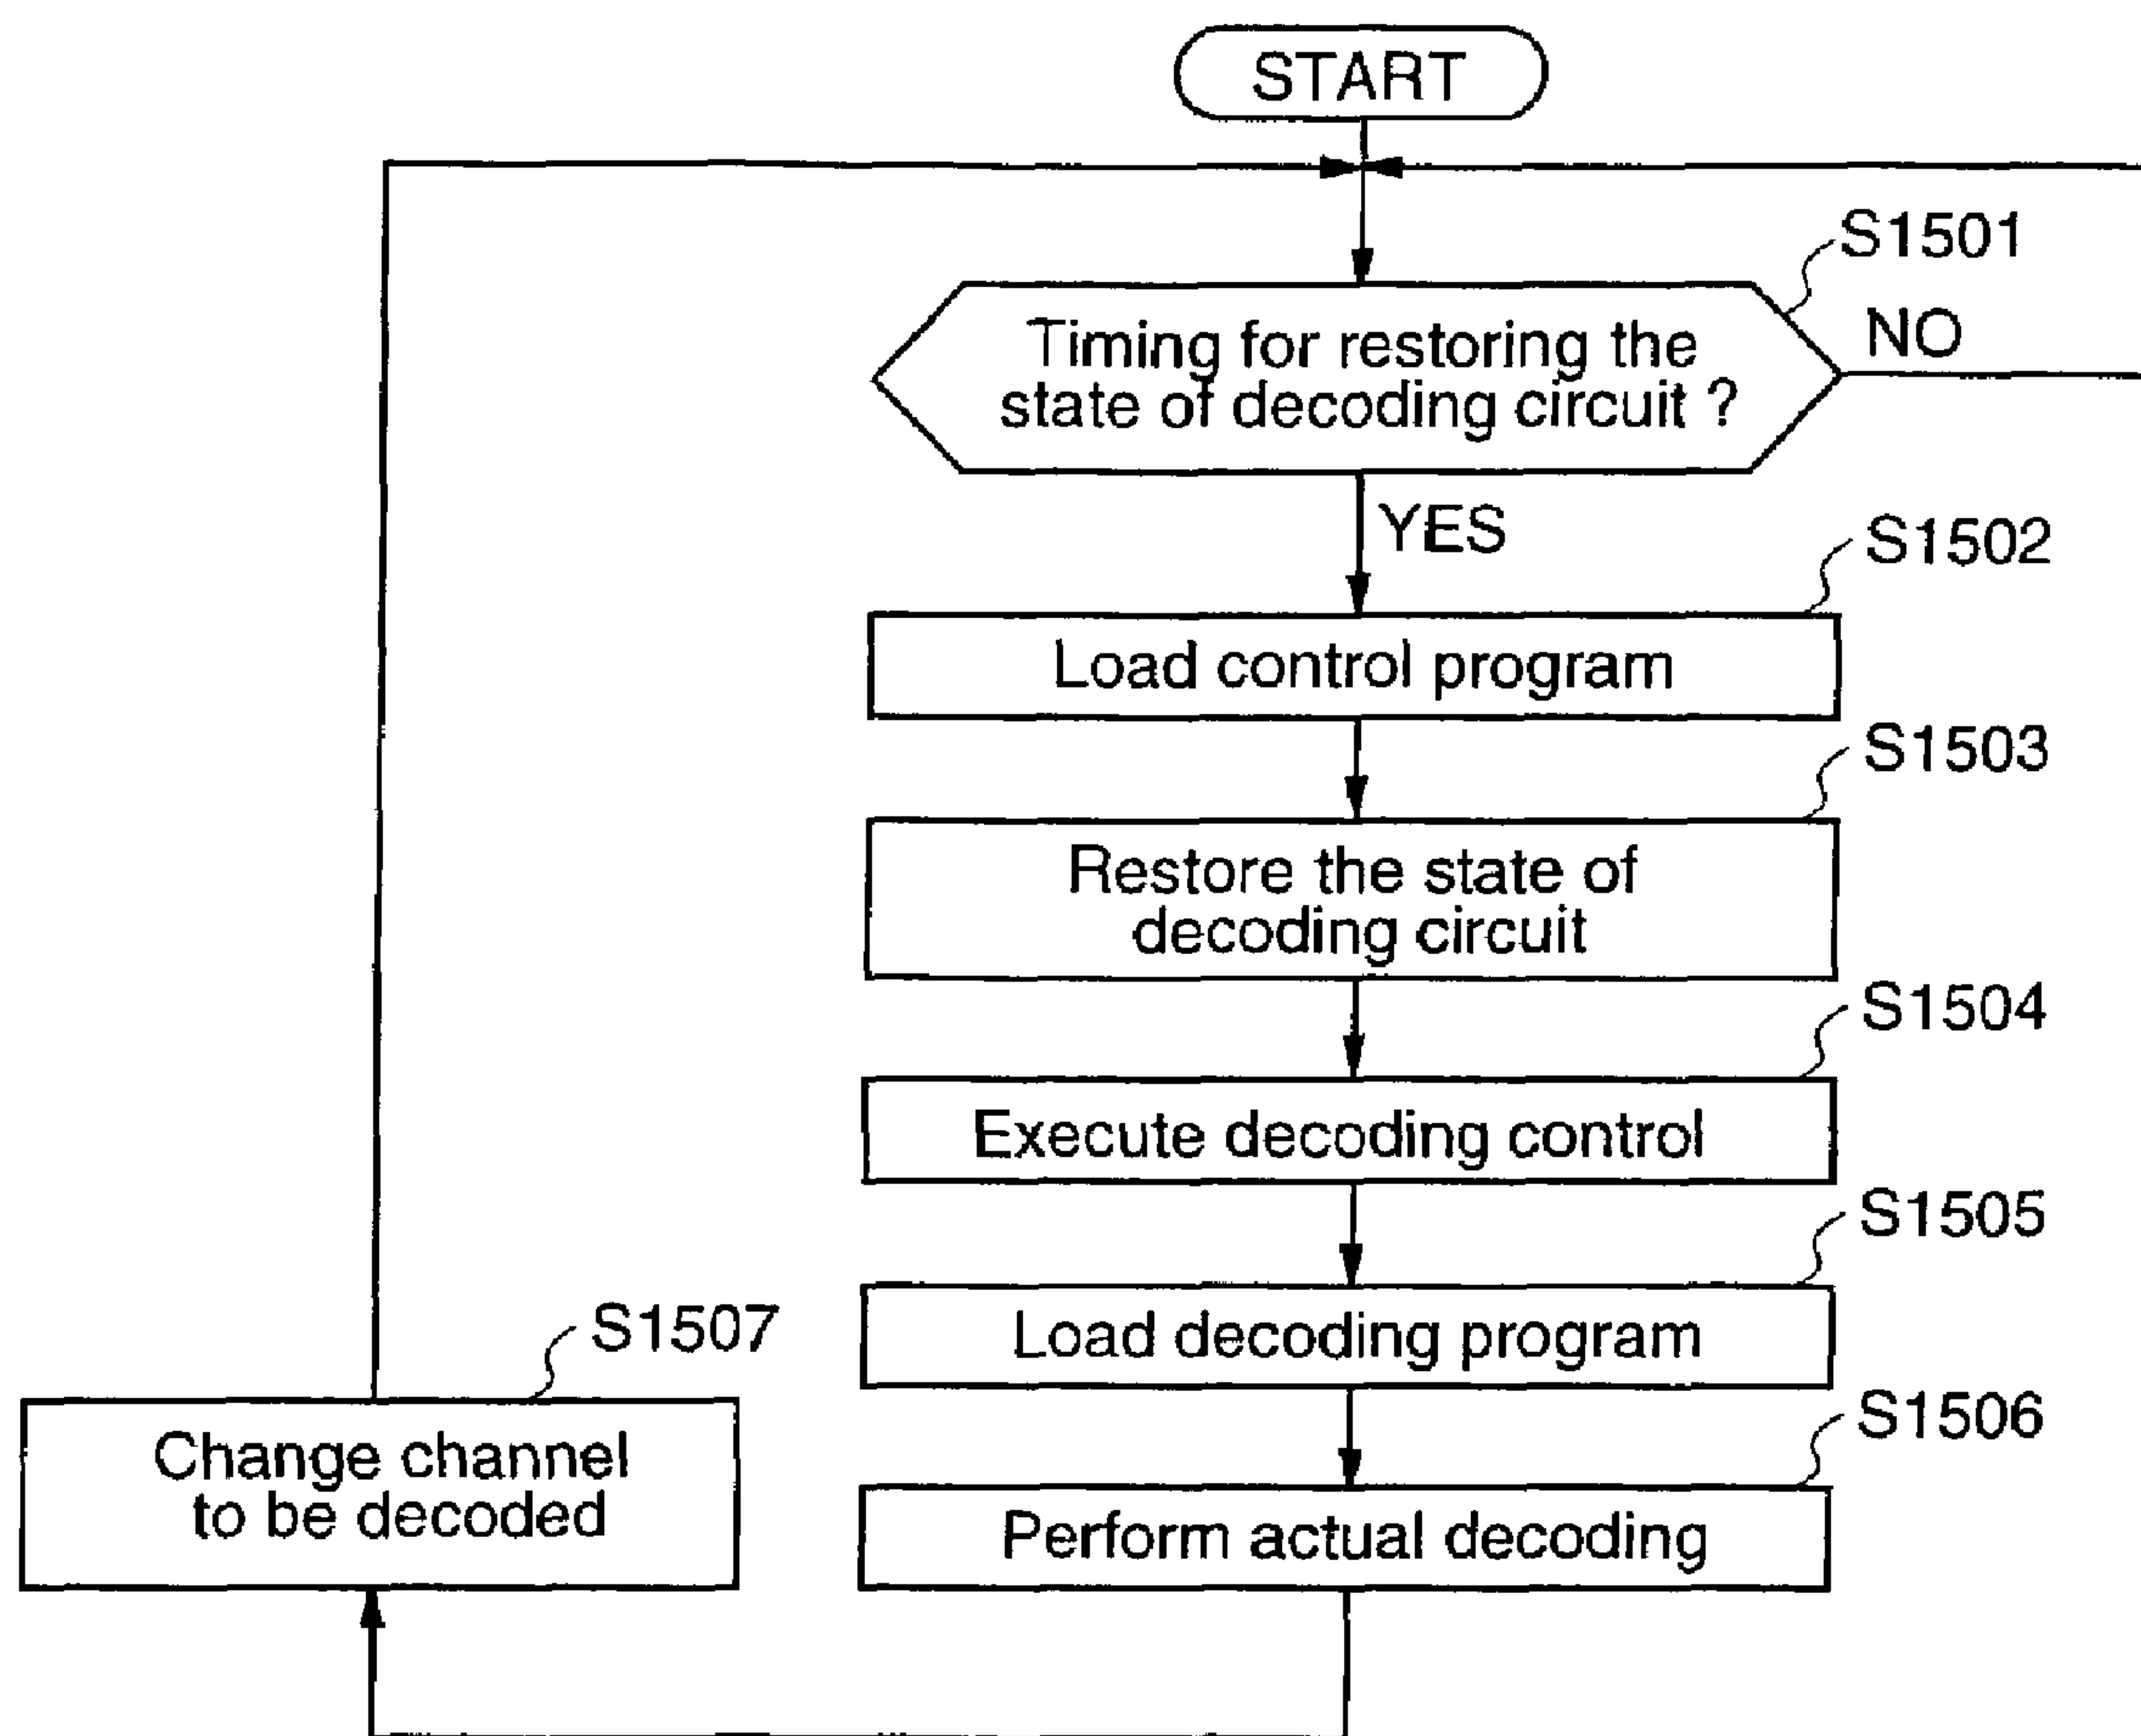 START
S1501
Timing for restoring the
state of decoding circuit ?
NO
YES
S1502
Load control program
S1503
Restore the state of
decoding circuit
S1504
Execute decoding control
S1505
Load decoding program
S1506
Perform actual decoding
S1507
Change channel
to be decoded